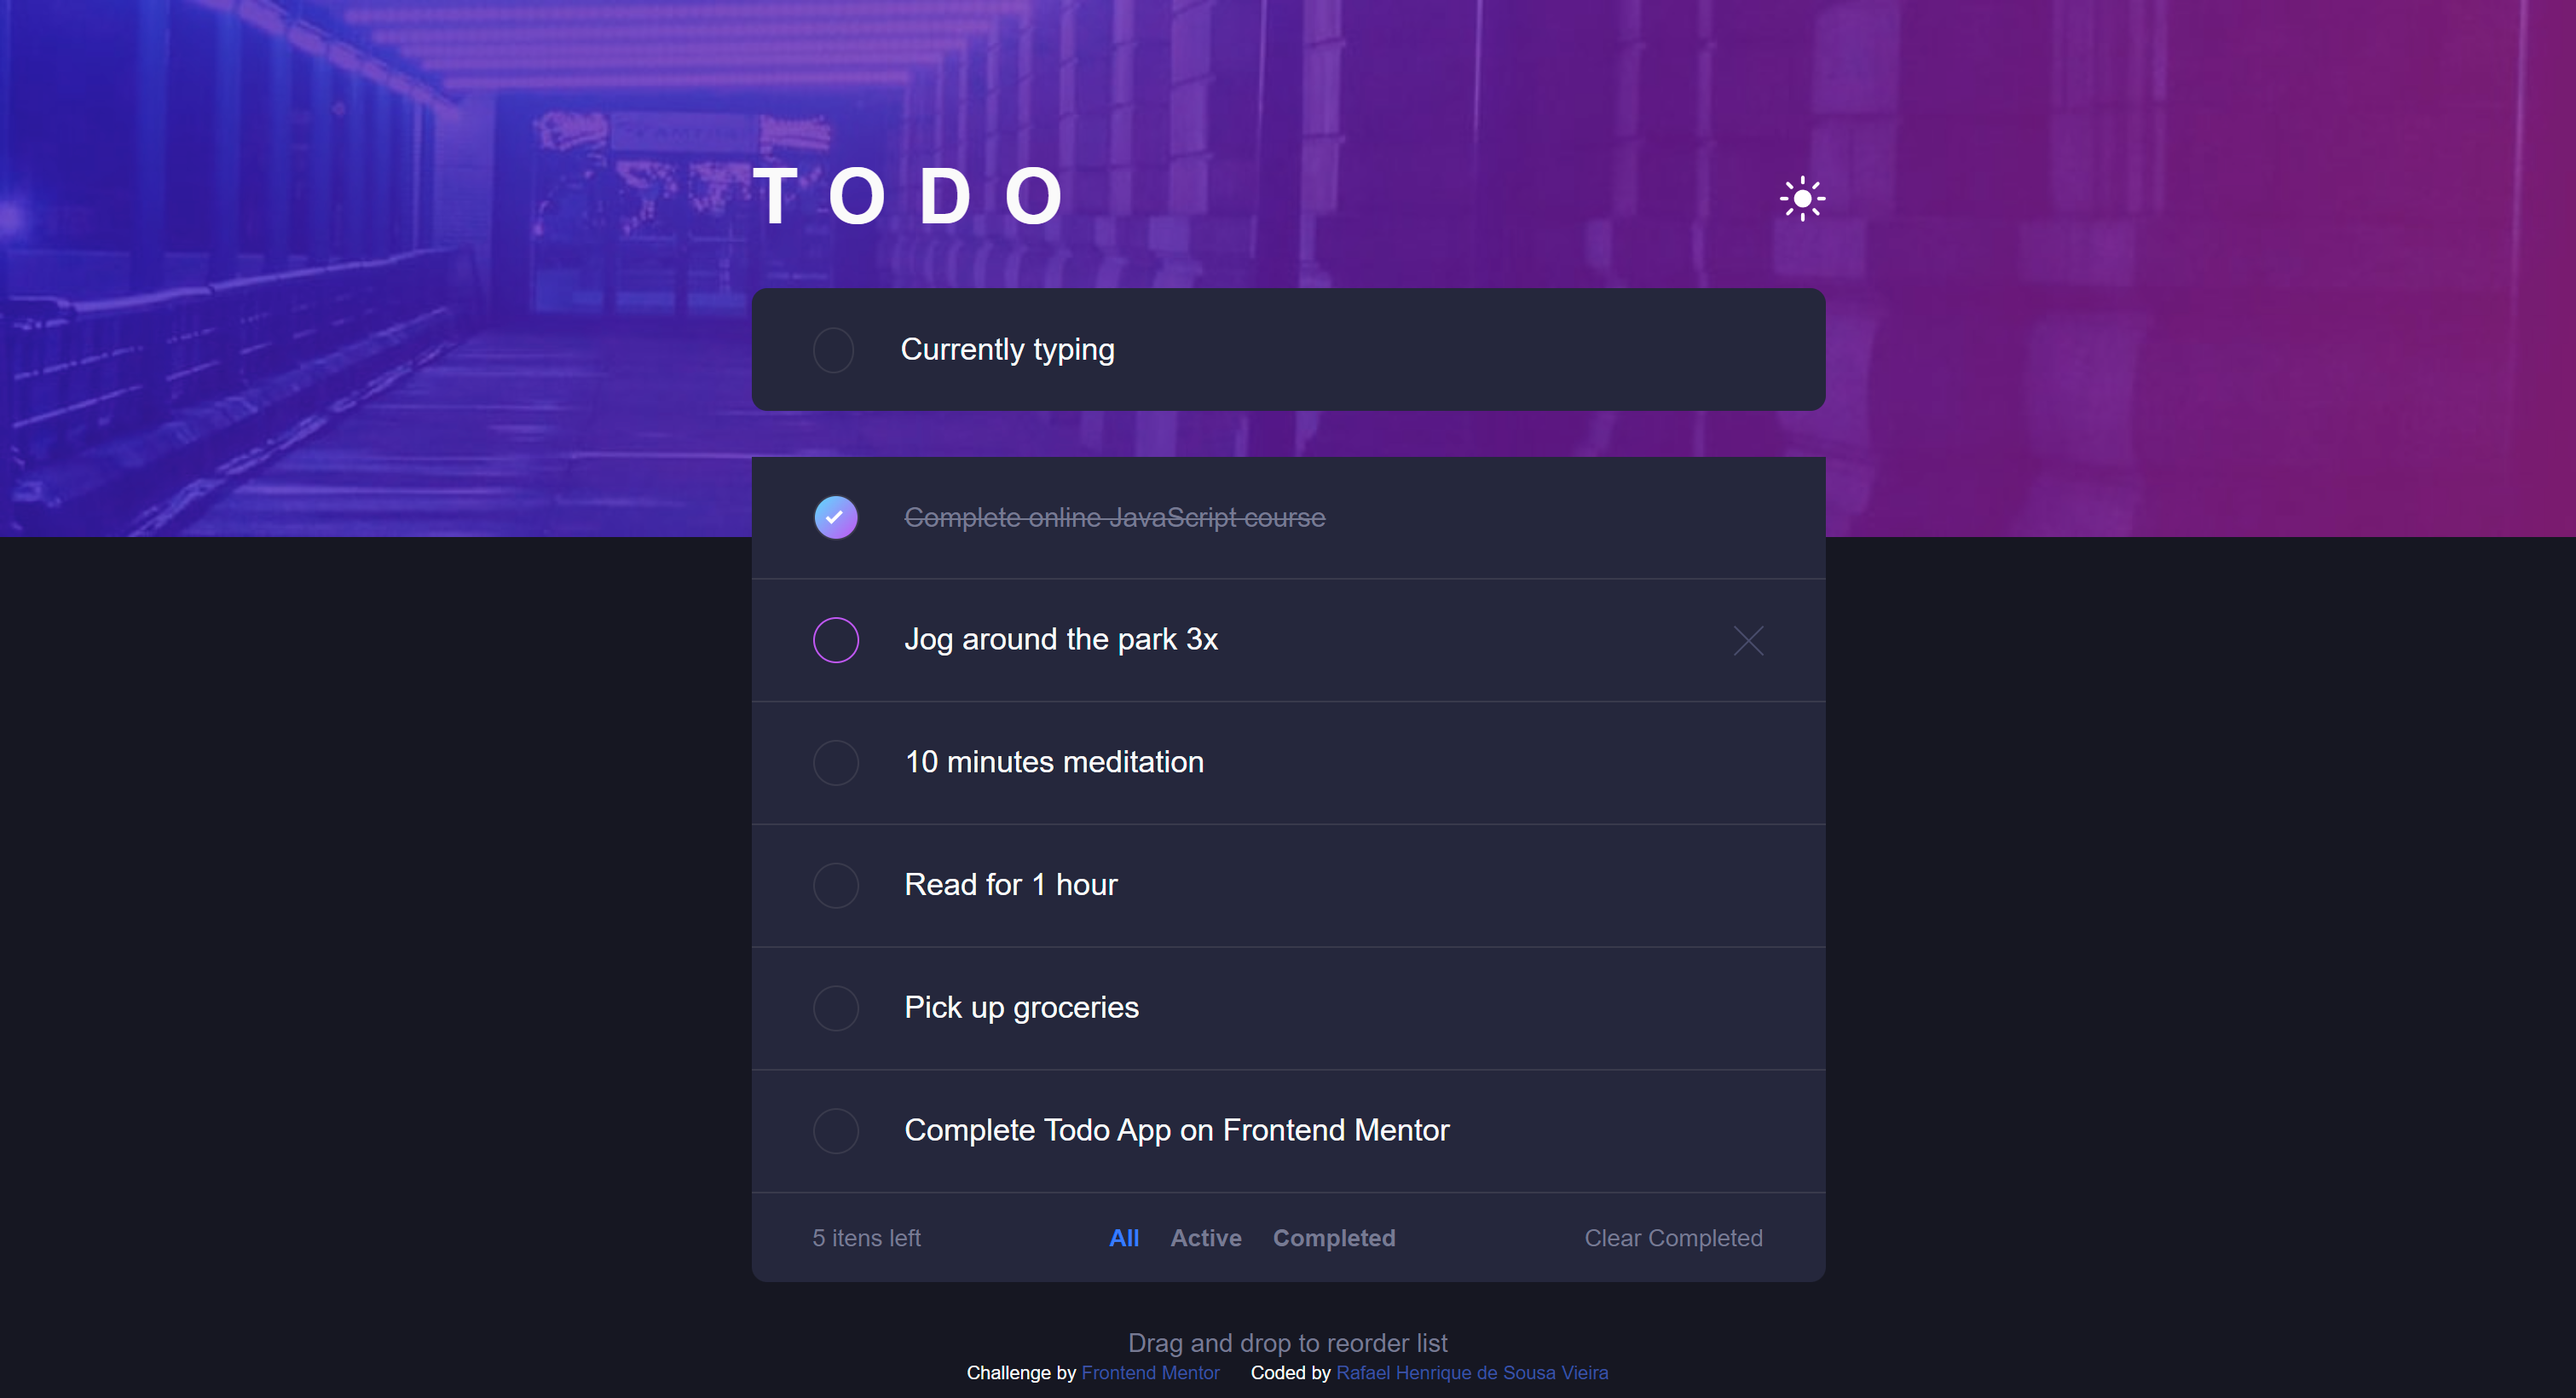 TODO
Currently typing
Complete online JavaScript course
Jog around the park 3x
10 minutes meditation
Read for 1 hour
Pick up groceries
Complete Todo App on Frontend Mentor
5 itens left All Active Completed Clear Completed
Drag and drop to reorder list
Challenge by Frontend Mentor Coded by Rafael Henrique de Sousa Vieira